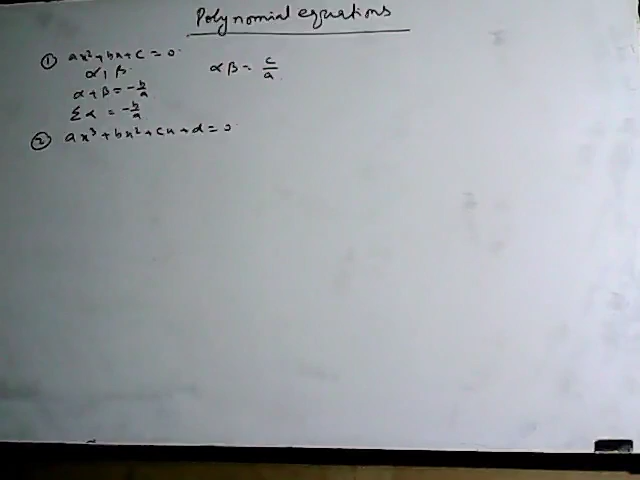 Polynomial equations
① ax² + bx + c = 0
α, β αβ = c/a
α + β = -b/a
Σα = -b/a
② ax³ + bx² + cx + d = 0